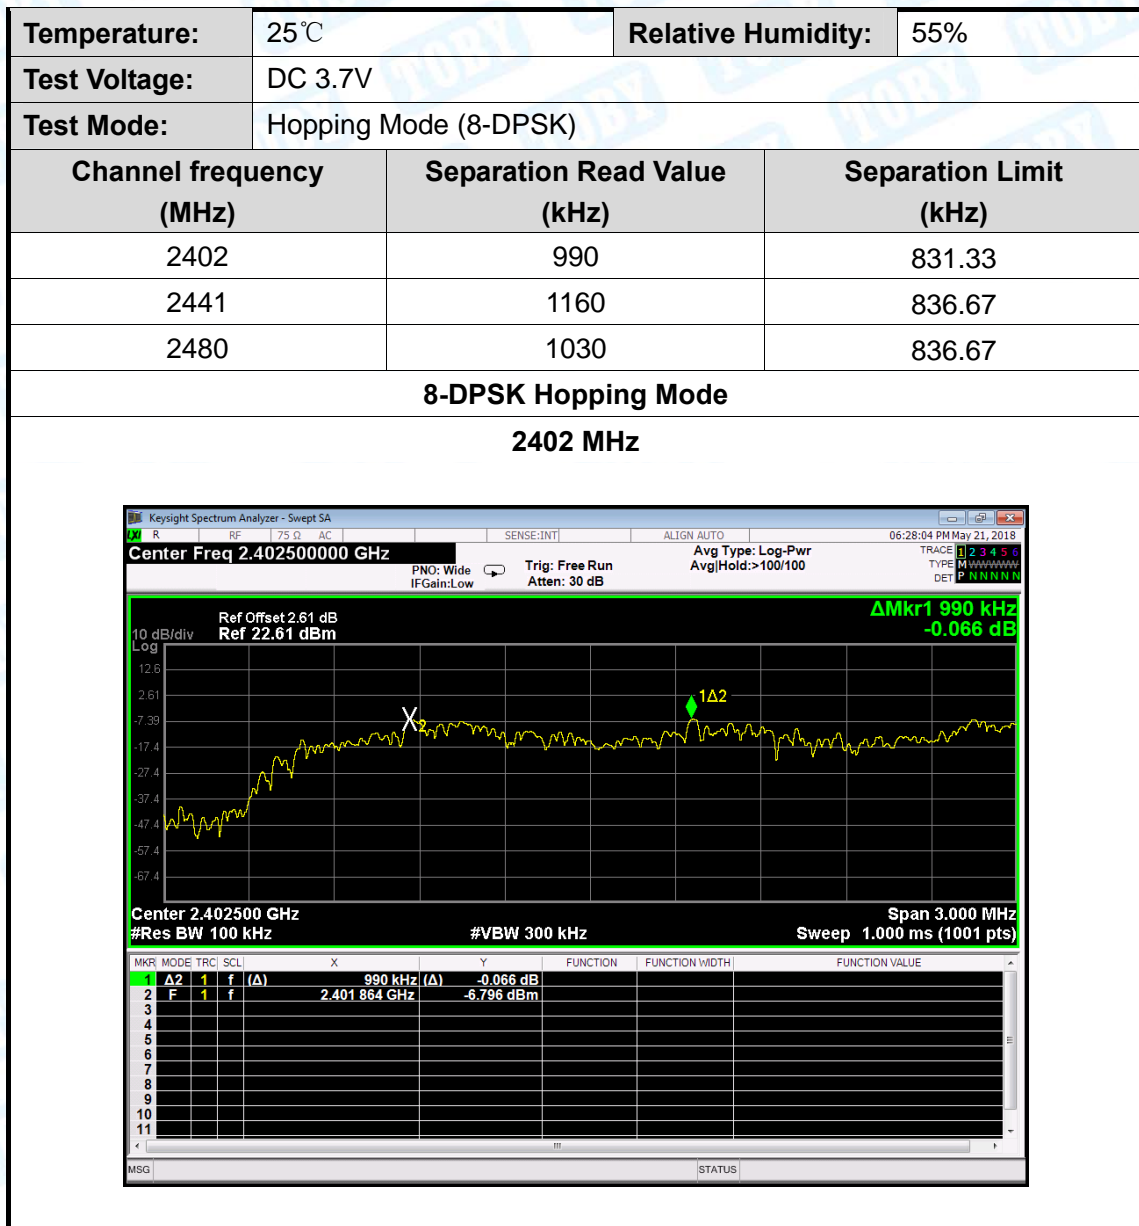 Temperature: 25℃ Relative Humidity: 55%
Test Voltage: DC 3.7V
Test Mode: Hopping Mode (8-DPSK)
Channel frequency Separation Read Value Separation Limit
(MHz) (kHz) (kHz)
2402 990 831.33
2441 1160 836.67
2480 1030 836.67
8-DPSK Hopping Mode
2402 MHz
Keysight Spectrum Analyzer - Swept SA
LXI R RF 75 Ω AC SENSE:INT ALIGN AUTO 06:28:04 PM May 21, 2018
Center Freq 2.402500000 GHz
PNO: Wide
IFGain:Low
Trig: Free Run
Atten: 30 dB
Avg Type: Log-Pwr
Avg|Hold:>100/100
TRACE 1 2 3 4 5 6
TYPE M WWWWW
DET P N N N N N
ΔMkr1 990 kHz
-0.066 dB
Ref Offset 2.61 dB
10 dB/div Ref 22.61 dBm
Log
12.6
2.61
-7.39
-17.4
-27.4
-37.4
-47.4
-57.4
-67.4
X2
1Δ2
Center 2.402500 GHz Span 3.000 MHz
#Res BW 100 kHz #VBW 300 kHz Sweep 1.000 ms (1001 pts)
MKR MODE TRC SCL X Y FUNCTION FUNCTION WIDTH FUNCTION VALUE
1 Δ2 1 f (Δ) 990 kHz (Δ) -0.066 dB
2 F 1 f 2.401 864 GHz -6.796 dBm
3
4
5
6
7
8
9
10
11
MSG STATUS
TOBY